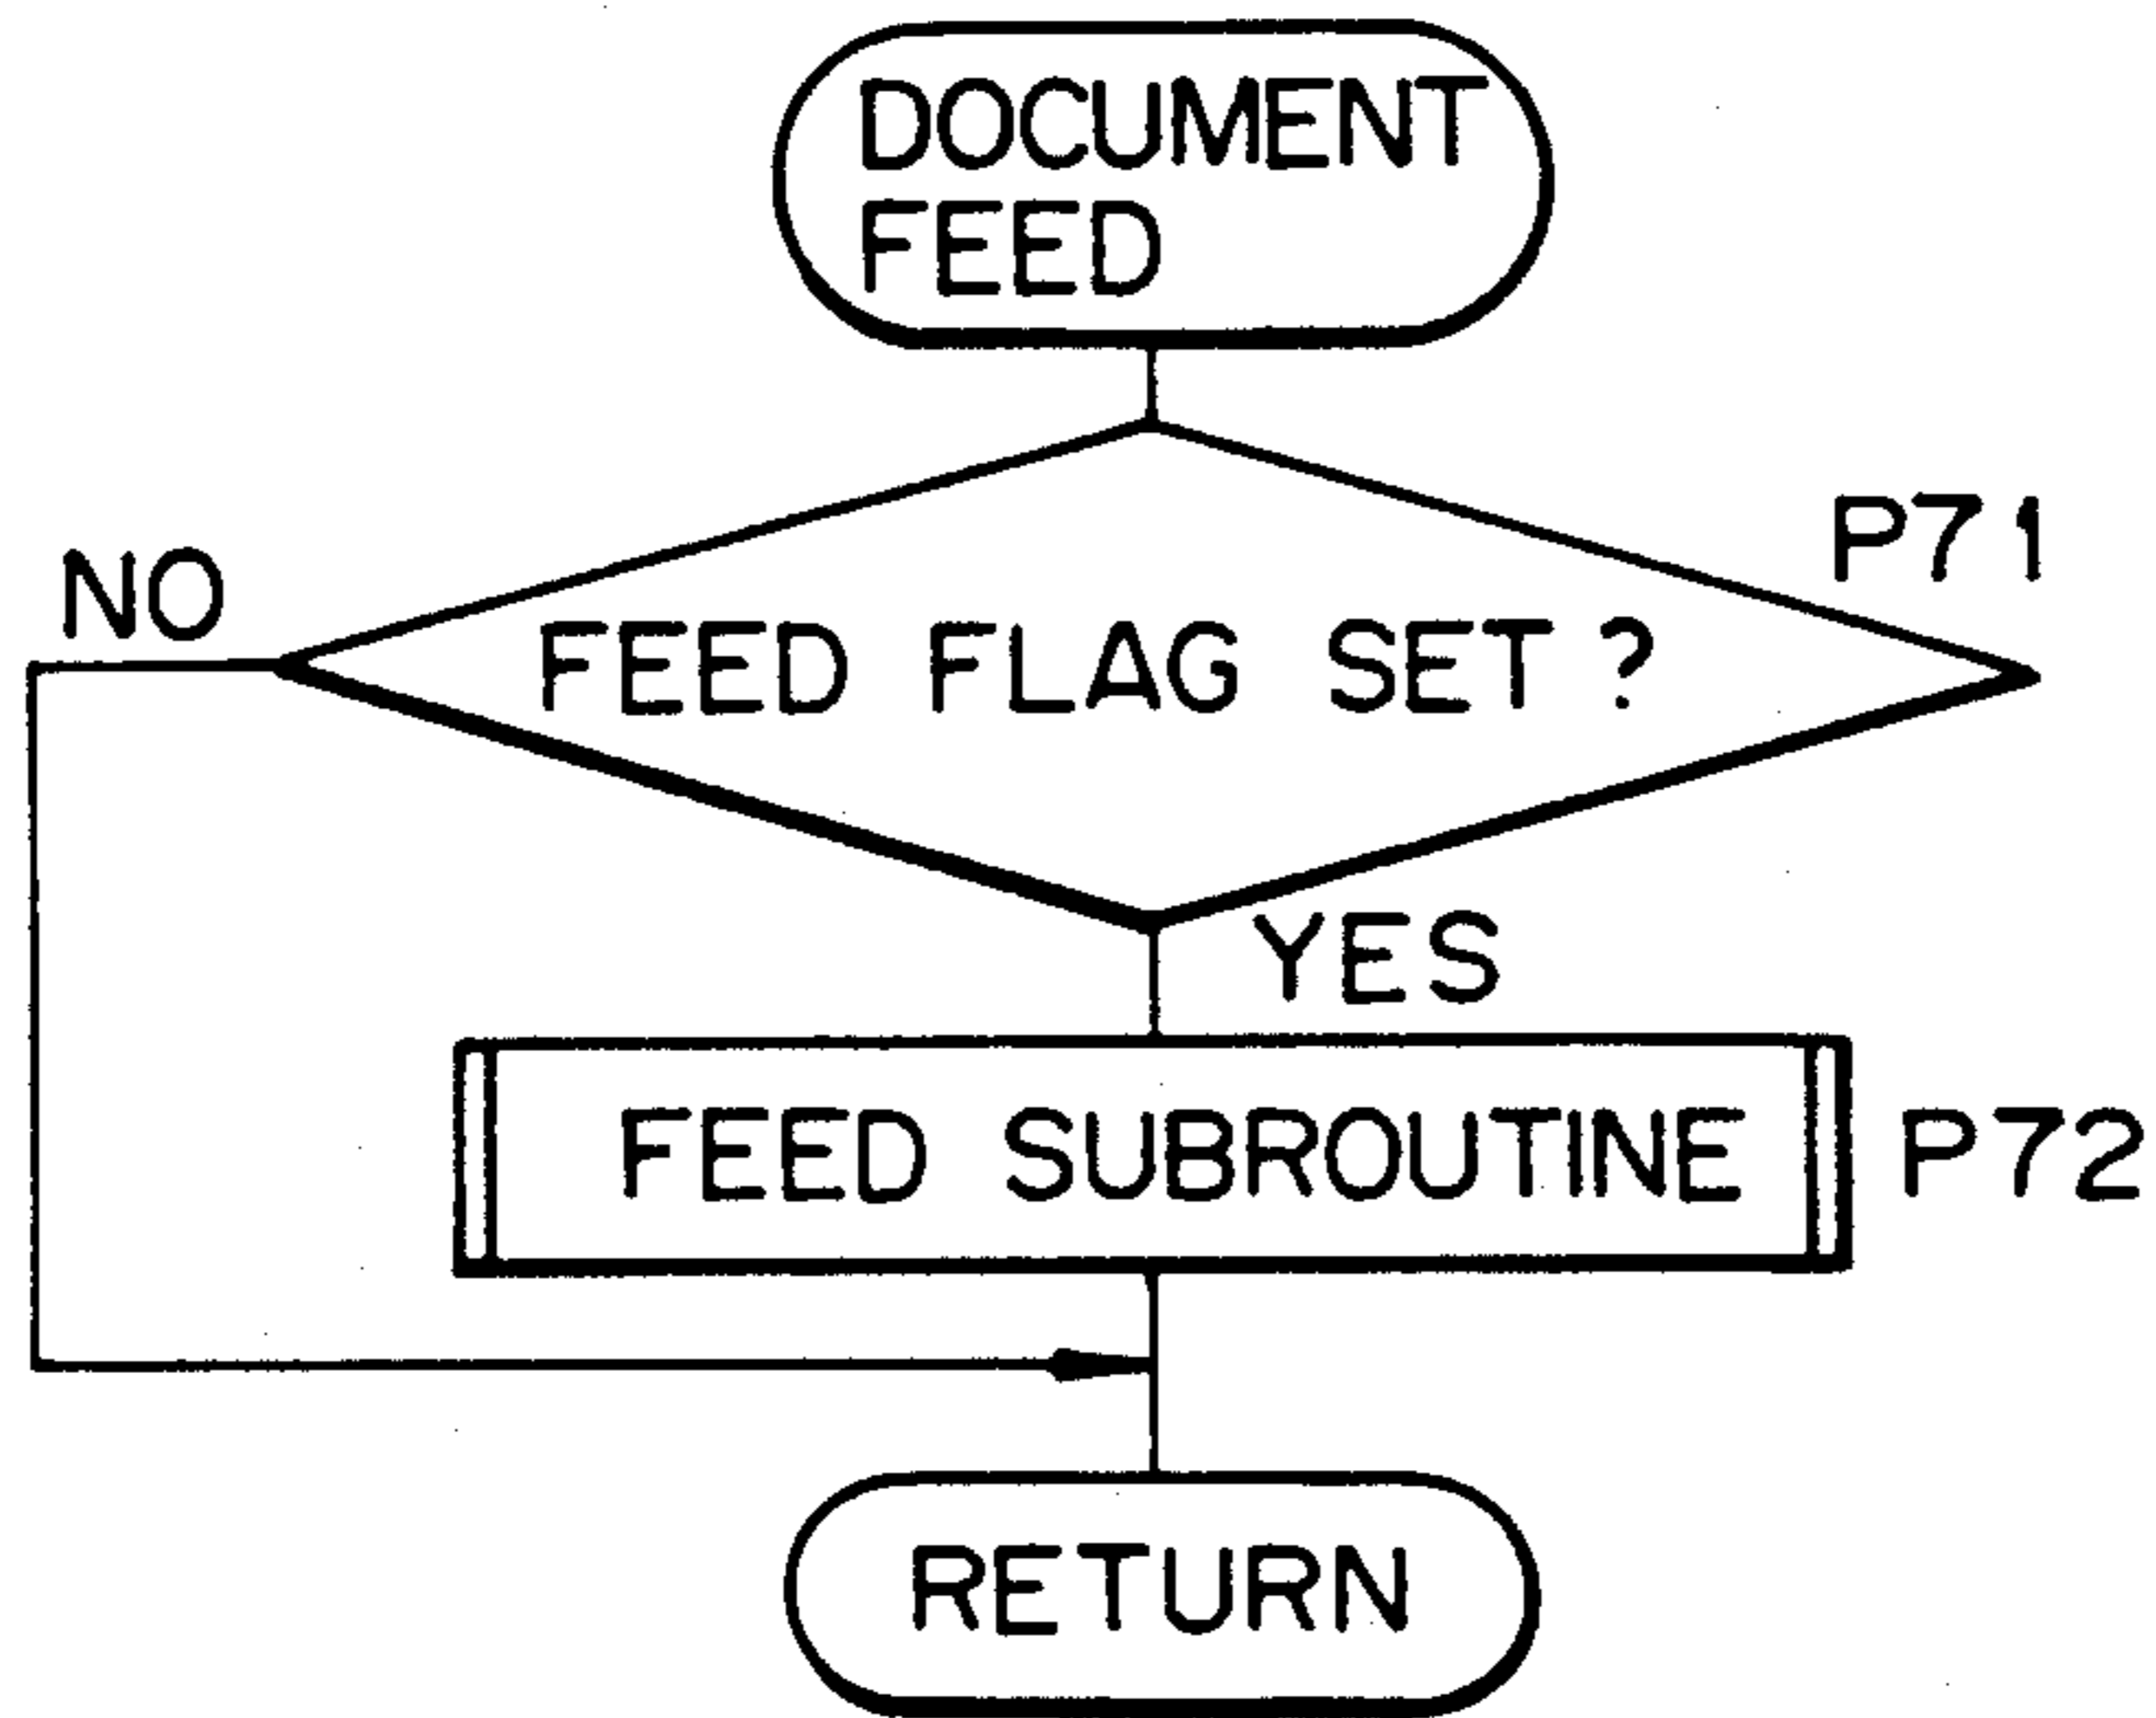 DOCUMENT
FEED
P71
NO
FEED FLAG SET?
YES
FEED SUBROUTINE
P72
RETURN